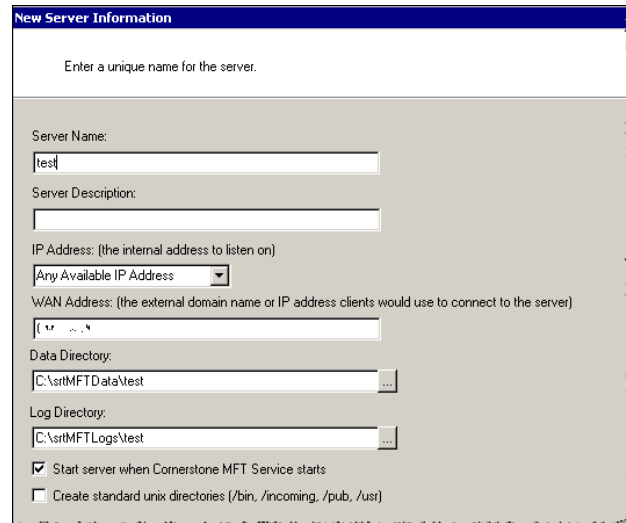 New Server Information
Enter a unique name for the server.
Server Name:
test
Server Description:
IP Address: (the internal address to listen on)
Any Available IP Address
WAN Address: (the external domain name or IP address clients would use to connect to the server)
Data Directory:
C:\srtMFTData\test
...
Log Directory:
C:\srtMFTLogs\test
...
Start server when Cornerstone MFT Service starts
Create standard unix directories (/bin, /incoming, /pub, /usr)